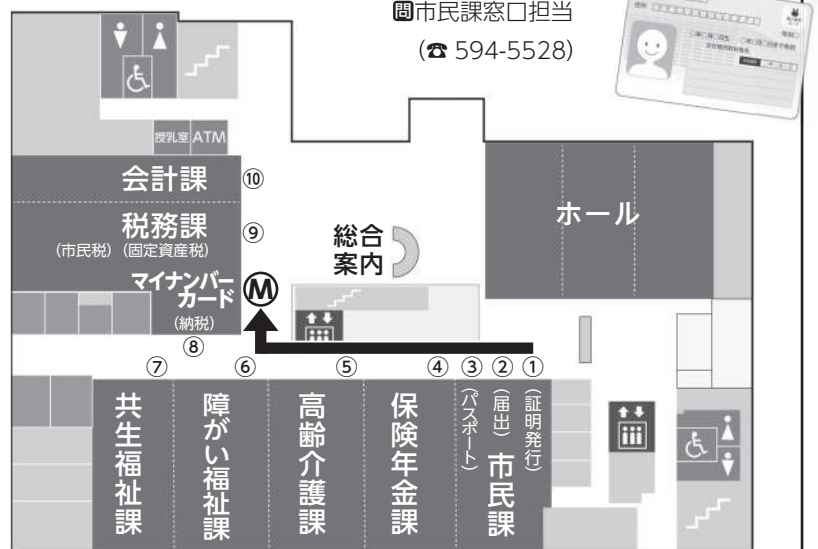 問市民課窓口担当
(☎ 594-5528)
授乳室 ATM
会計課 ⑩
税務課 ⑨
(市民税)(固定資産税)
マイナンバー
カード Ⓜ
(納税)
⑧
総合
案内
ホール
⑦ ⑥ ⑤ ④ ③ ② ①
共生福祉課
障がい福祉課
高齢介護課
保険年金課
(パスポート)
(届出)
(証明発行)
市民課